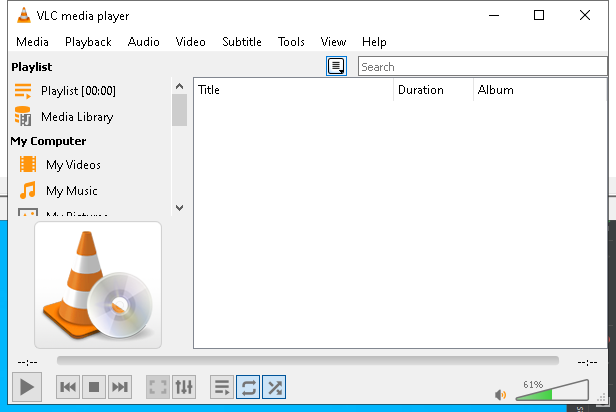 VLC media player
Media Playback Audio Video Subtitle Tools View Help
Playlist
Search
Playlist [00:00]
Title Duration Album
Media Library
My Computer
My Videos
My Music
My Pictures
--:-- --:--
61%